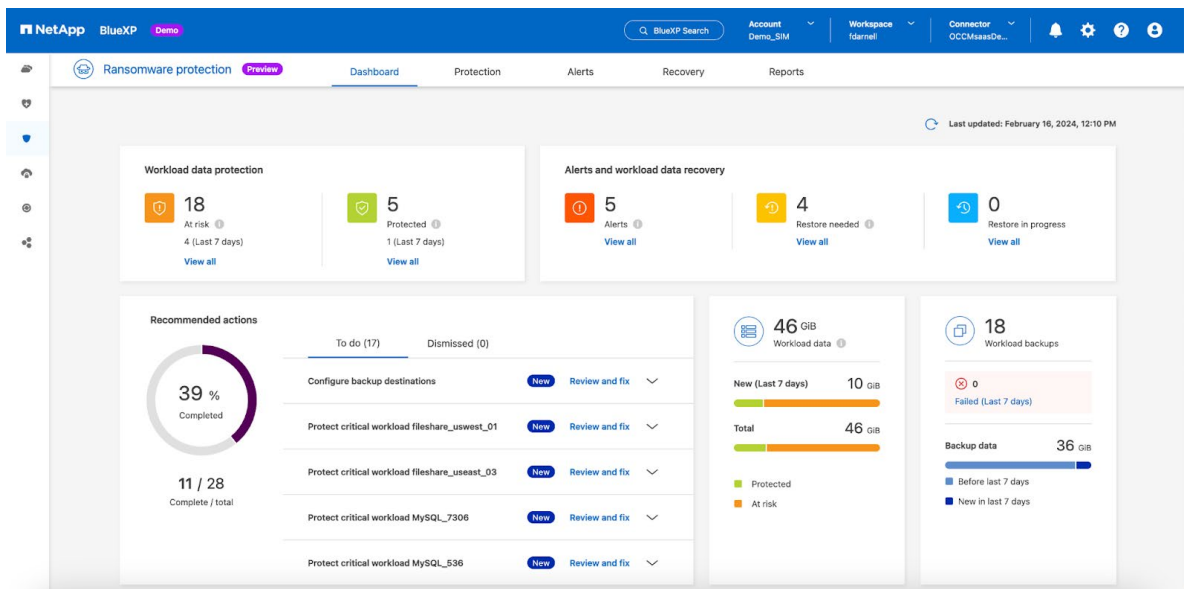 NetApp BlueXP Demo
BlueXP Search
Account
Demo_SIM
Workspace
fdarnell
Connector
OCCMsaasDe...
Ransomware protection Preview
Dashboard Protection Alerts Recovery Reports
Last updated: February 16, 2024, 12:10 PM
Workload data protection
18
At risk
4 (Last 7 days)
View all
5
Protected
1 (Last 7 days)
View all
Alerts and workload data recovery
5
Alerts
View all
4
Restore needed
View all
0
Restore in progress
View all
Recommended actions
39 %
Completed
11 / 28
Complete / total
To do (17) Dismissed (0)
Configure backup destinations New Review and fix
Protect critical workload fileshare_uswest_01 New Review and fix
Protect critical workload fileshare_useast_03 New Review and fix
Protect critical workload MySQL_7306 New Review and fix
Protect critical workload MySQL_536 New Review and fix
46 GiB
Workload data
New (Last 7 days) 10 GiB
Total 46 GiB
Protected
At risk
18
Workload backups
0
Failed (Last 7 days)
Backup data 36 GiB
Before last 7 days
New in last 7 days